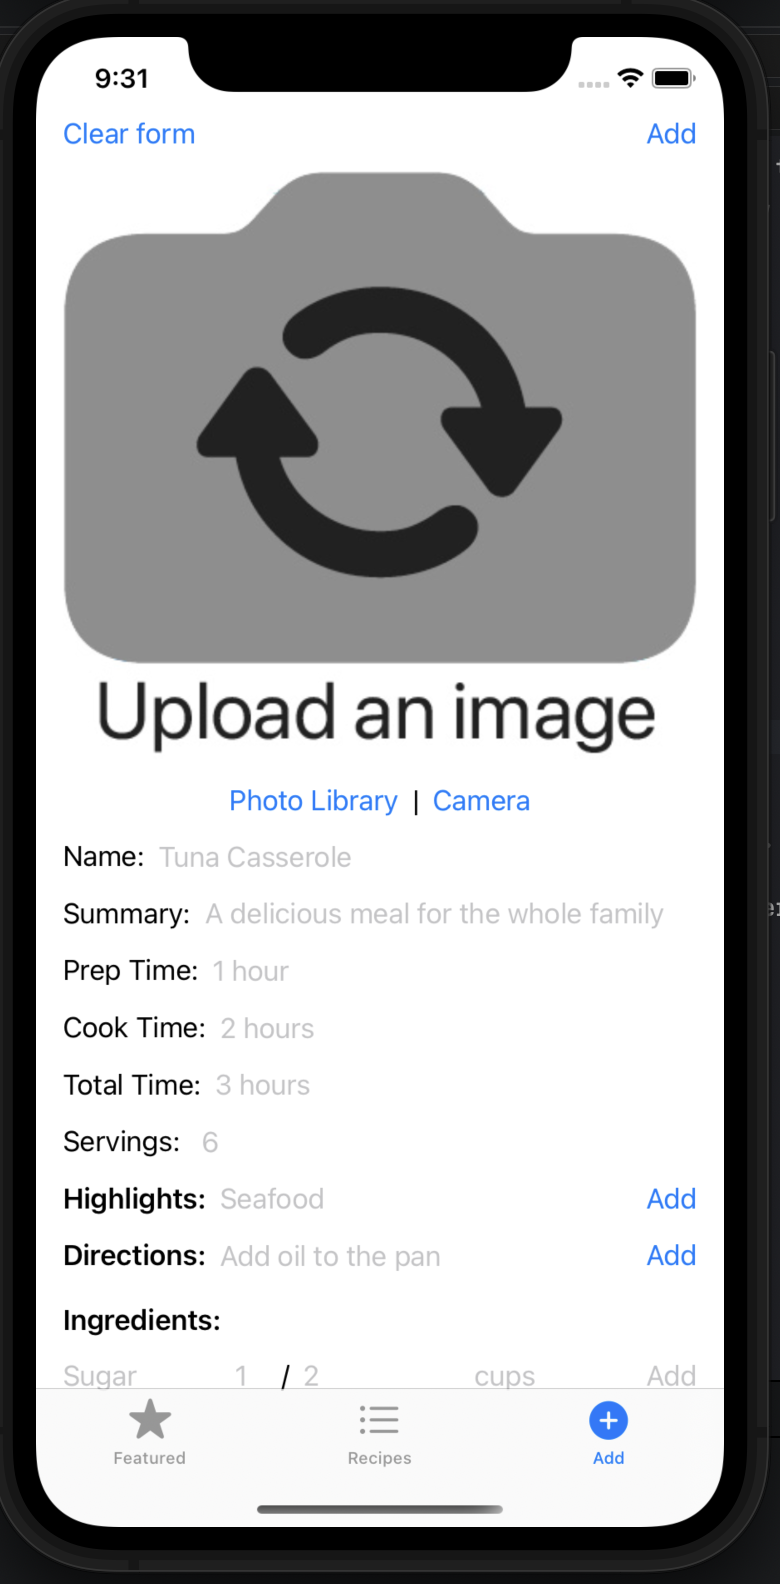 9:31
Clear form Add
Upload an image
Photo Library | Camera
Name: Tuna Casserole
Summary: A delicious meal for the whole family
Prep Time: 1 hour
Cook Time: 2 hours
Total Time: 3 hours
Servings: 6
Highlights: Seafood Add
Directions: Add oil to the pan Add
Ingredients:
Sugar 1 / 2 cups Add
Featured Recipes Add